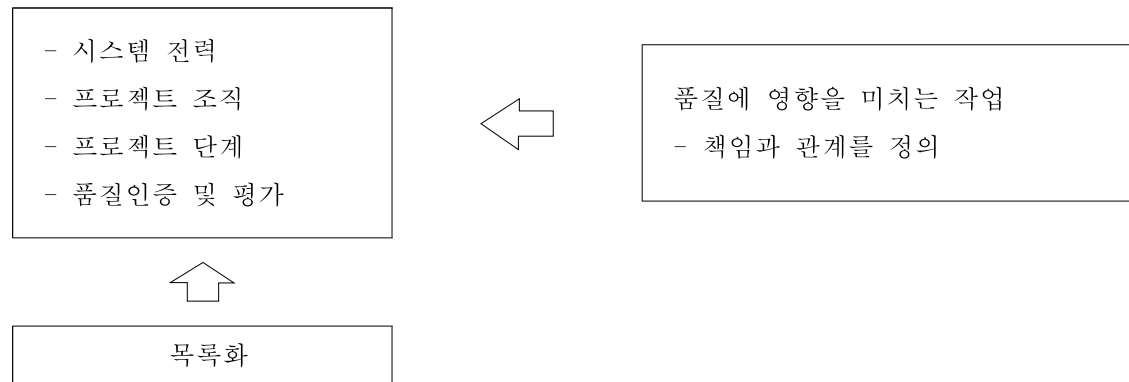 - 시스템 전력
- 프로젝트 조직
- 프로젝트 단계
- 품질인증 및 평가
품질에 영향을 미치는 작업
- 책임과 관계를 정의
목록화